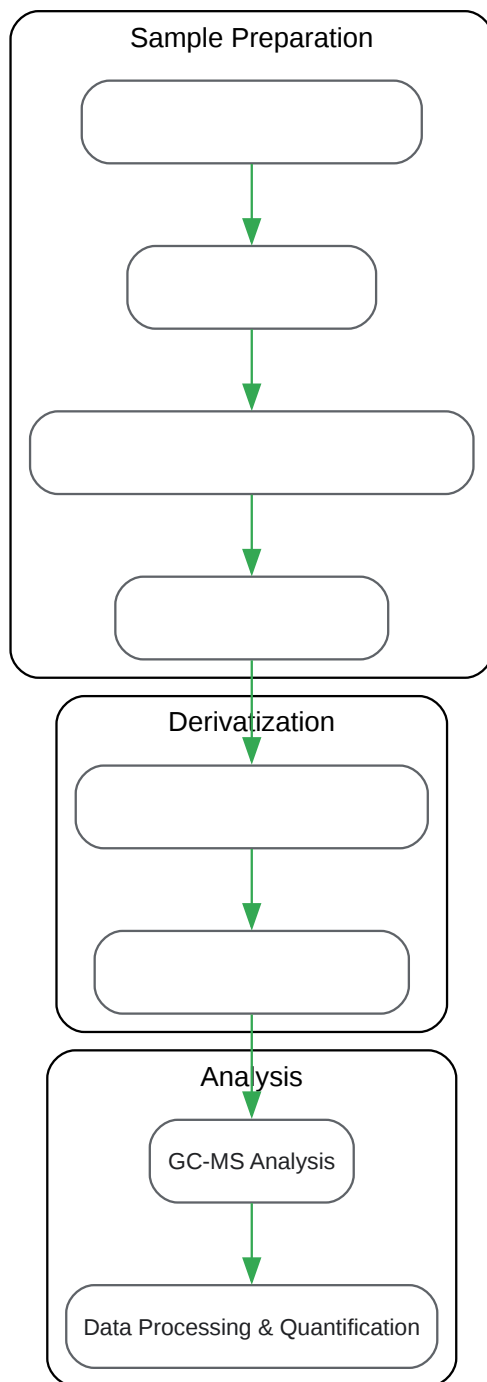 Sample Preparation
Derivatization
Analysis
GC-MS Analysis
Data Processing & Quantification